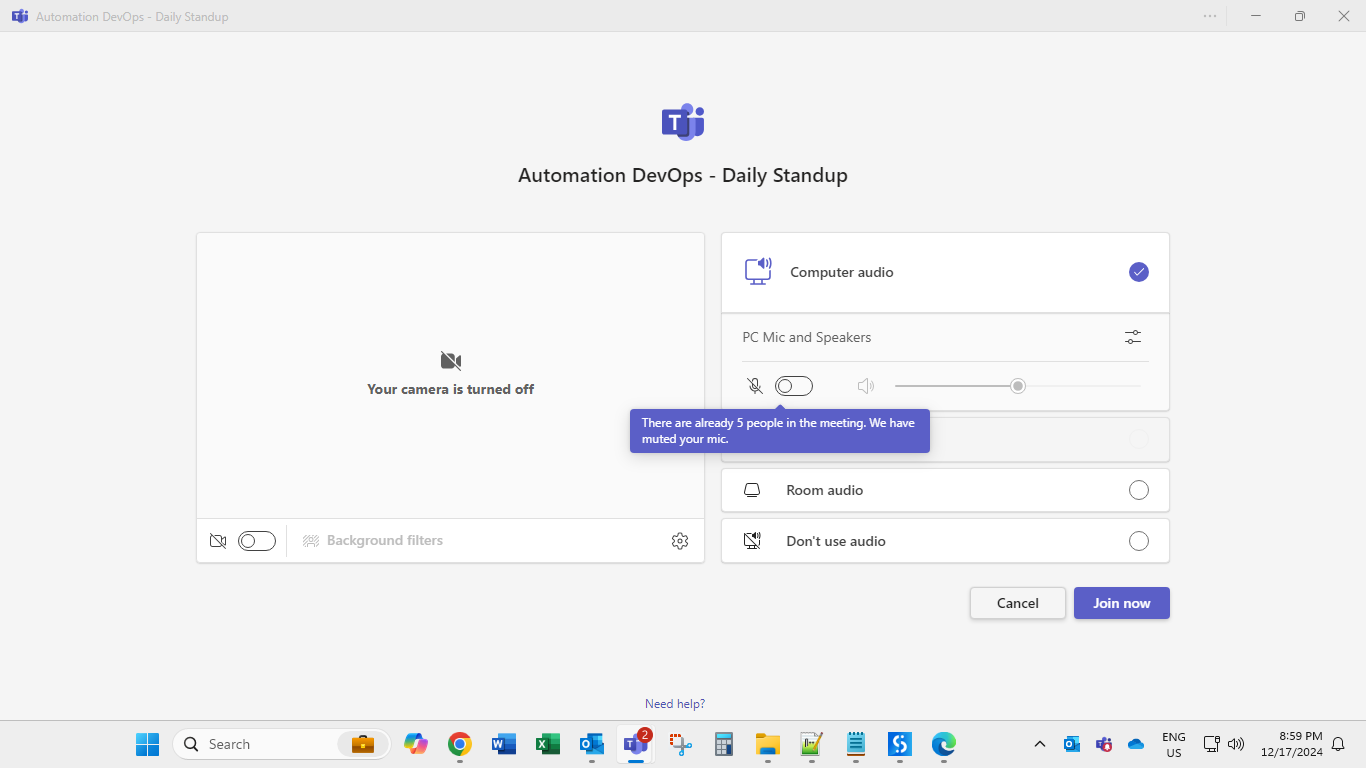 Automation DevOps - Daily Standup
Automation DevOps - Daily Standup
Your camera is turned off
Background filters
Computer audio
PC Mic and Speakers
There are already 5 people in the meeting. We have
muted your mic.
Room audio
Don't use audio
Cancel
Join now
Need help?
Search
2
ENG
US
8:59 PM
12/17/2024